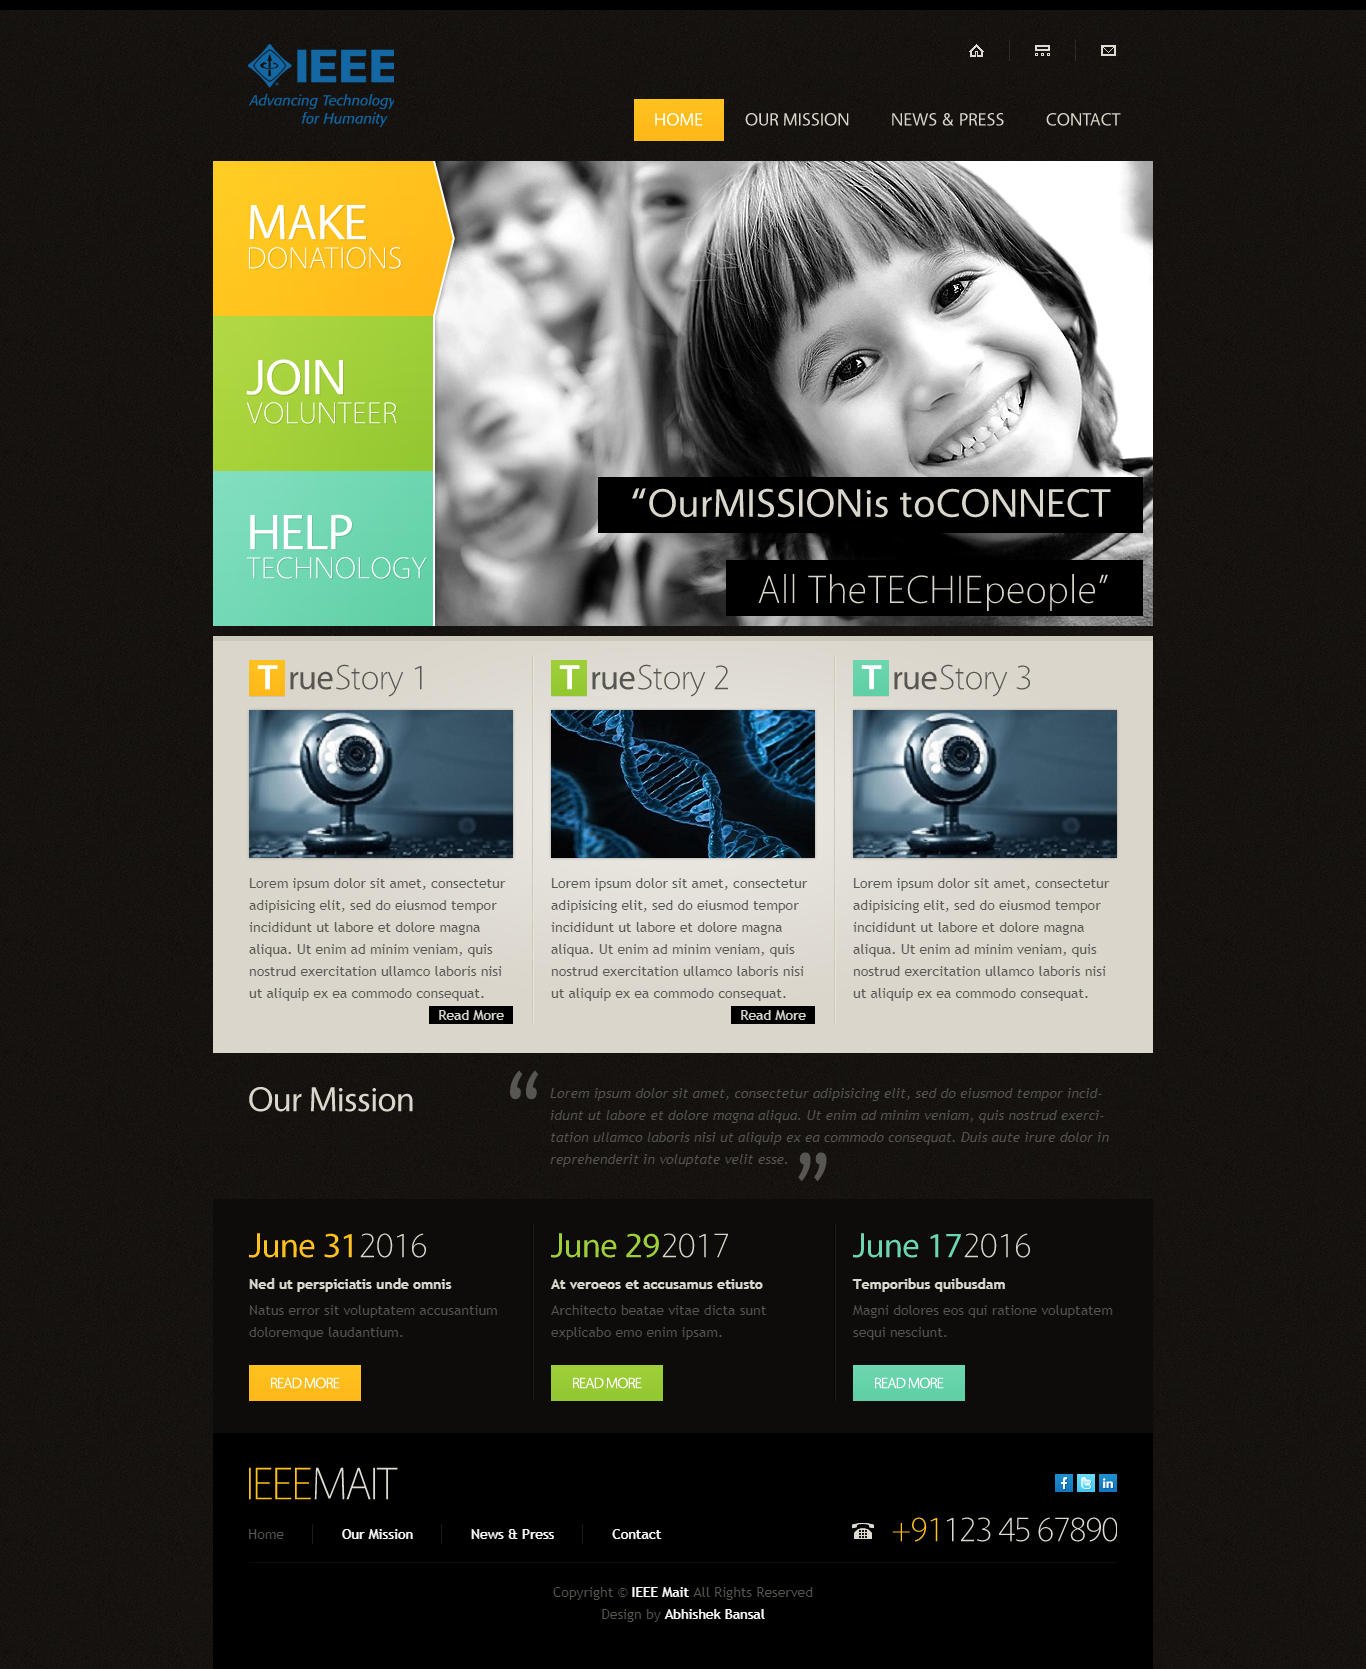 IEEE
Advancing Technology
for Humanity
HOME
OUR MISSION
NEWS & PRESS
CONTACT
MAKE
DONATIONS
JOIN
VOLUNTEER
HELP
TECHNOLOGY
“OurMISSIONis toCONNECT
All TheTECHIEpeople”
TrueStory 1
Lorem ipsum dolor sit amet, consectetur
adipisicing elit, sed do eiusmod tempor
incididunt ut labore et dolore magna
aliqua. Ut enim ad minim veniam, quis
nostrud exercitation ullamco laboris nisi
ut aliquip ex ea commodo consequat.
Read More
TrueStory 2
Lorem ipsum dolor sit amet, consectetur
adipisicing elit, sed do eiusmod tempor
incididunt ut labore et dolore magna
aliqua. Ut enim ad minim veniam, quis
nostrud exercitation ullamco laboris nisi
ut aliquip ex ea commodo consequat.
Read More
TrueStory 3
Lorem ipsum dolor sit amet, consectetur
adipisicing elit, sed do eiusmod tempor
incididunt ut labore et dolore magna
aliqua. Ut enim ad minim veniam, quis
nostrud exercitation ullamco laboris nisi
ut aliquip ex ea commodo consequat.
Our Mission
“Lorem ipsum dolor sit amet, consectetur adipisicing elit, sed do eiusmod tempor incid-
idunt ut labore et dolore magna aliqua. Ut enim ad minim veniam, quis nostrud exerci-
tation ullamco laboris nisi ut aliquip ex ea commodo consequat. Duis aute irure dolor in
reprehenderit in voluptate velit esse. ”
June 312016
Ned ut perspiciatis unde omnis
Natus error sit voluptatem accusantium
doloremque laudantium.
READ MORE
June 292017
At veroeos et accusamus etiusto
Architecto beatae vitae dicta sunt
explicabo emo enim ipsam.
READ MORE
June 172016
Temporibus quibusdam
Magni dolores eos qui ratione voluptatem
sequi nesciunt.
READ MORE
IEEEMAIT
Home
Our Mission
News & Press
Contact
+91123 45 67890
Copyright © IEEE Mait All Rights Reserved
Design by Abhishek Bansal